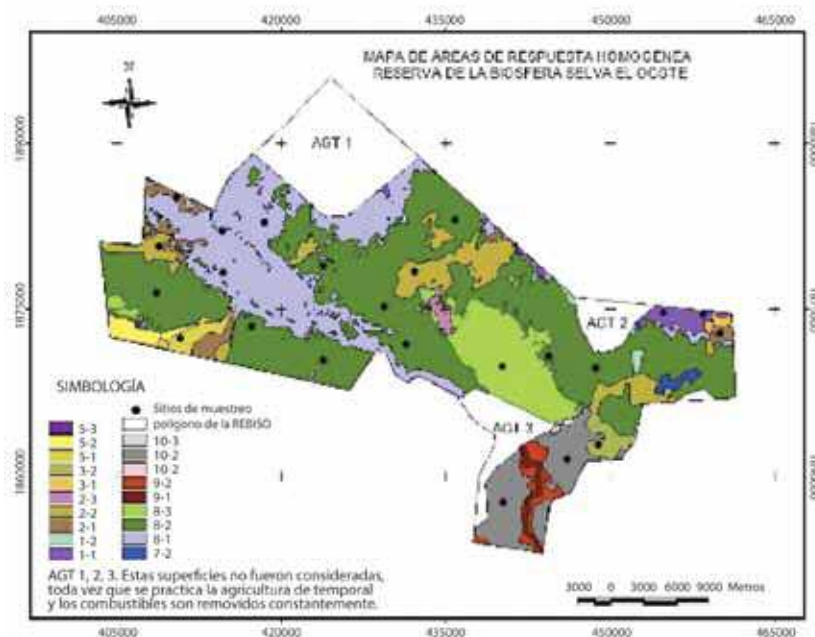 405000 420000 435000 450000 465000
MAPA DE ÁREAS DE RESPUESTA HOMOGÉNEA
RESERVA DE LA BIOSFERA SELVA EL OCOTE
N
1890000 1890000
AGT 1
1875000 1875000
AGT 2
AGT 3
1860000 1860000
SIMBOLOGÍA
Sitios de muestreo
polígono de la REBISO
5-3
5-2
5-1
3-2
3-1
2-3
2-2
2-1
1-2
1-1
10-3
10-2
10-2
9-2
9-1
8-3
8-2
8-1
7-2
AGT 1, 2, 3. Estas superficies no fueron consideradas,
toda vez que se practica la agricultura de temporal
y los combustibles son removidos constantemente.
3000 0 3000 6000 9000 Metros
405000 420000 435000 450000 465000